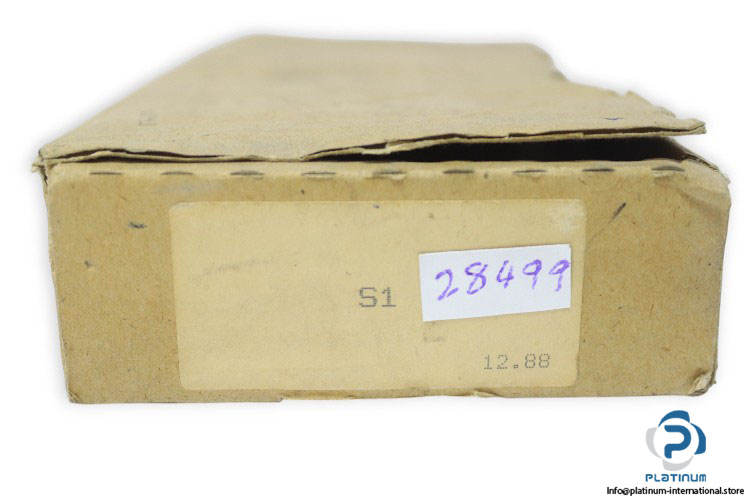 S1
28499
12.88
PLATINUM
Info@platinum-international.store